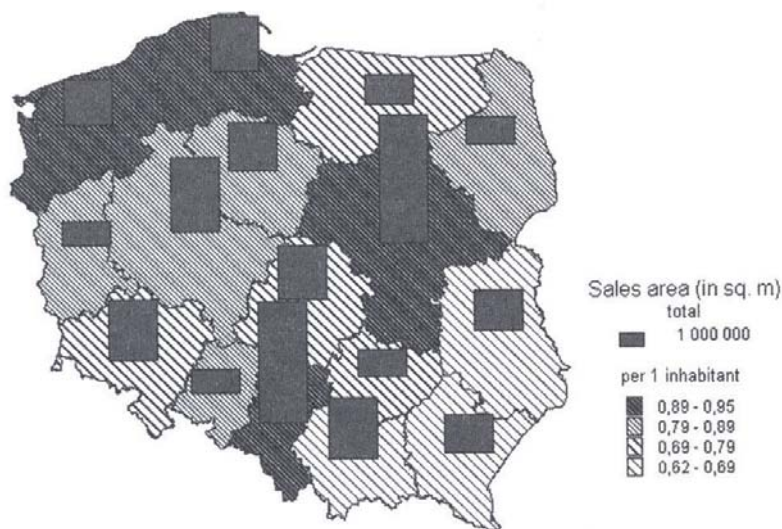 Sales area (in sq. m)
total
1 000 000
per 1 inhabitant
0,89 - 0,95
0,79 - 0,89
0,69 - 0,79
0,62 - 0,69